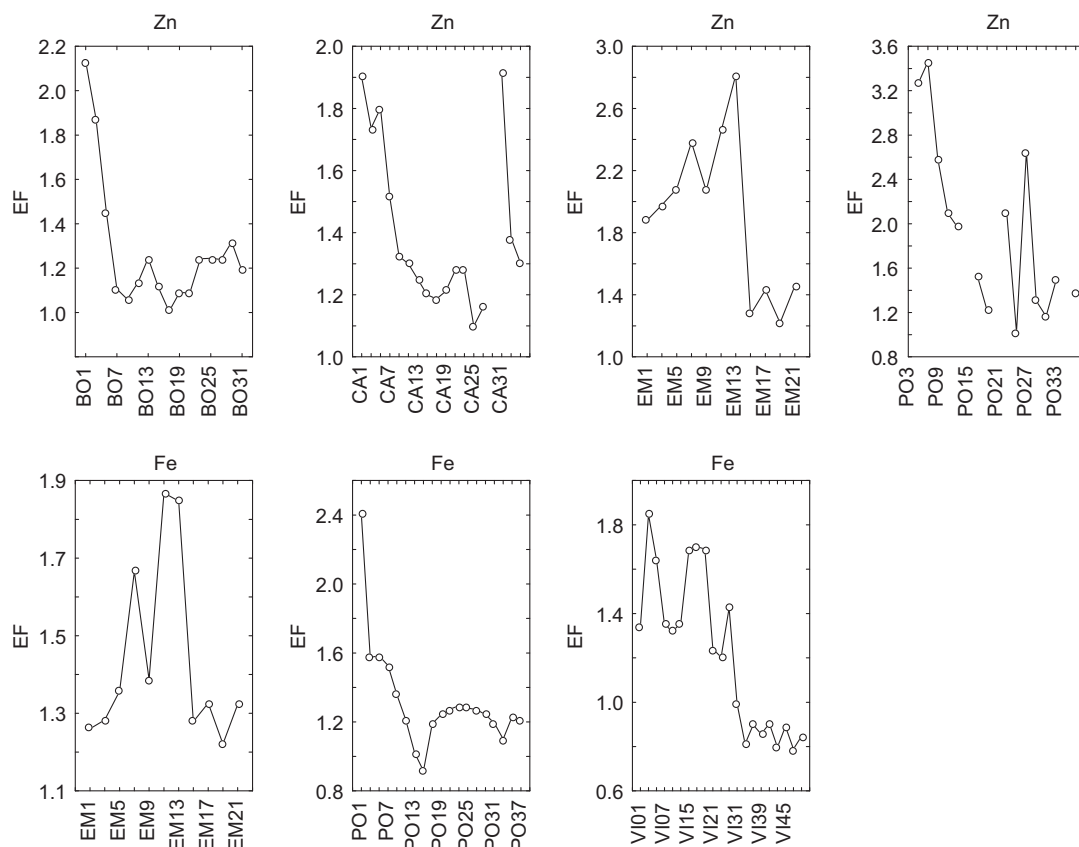 Zn
Zn
Zn
Zn
EF
2.2
2.0
1.8
1.6
1.4
1.2
1.0
BO1
BO7
BO13
BO19
BO25
BO31
EF
2.0
1.8
1.6
1.4
1.2
1.0
CA1
CA7
CA13
CA19
CA25
CA31
EF
3.0
2.6
2.2
1.8
1.4
1.0
EM1
EM5
EM9
EM13
EM17
EM21
EF
3.6
3.2
2.8
2.4
2.0
1.6
1.2
0.8
PO3
PO9
PO15
PO21
PO27
PO33
Fe
Fe
Fe
EF
1.9
1.7
1.5
1.3
1.1
EM1
EM5
EM9
EM13
EM17
EM21
EF
2.4
2.0
1.6
1.2
0.8
PO1
PO7
PO13
PO19
PO25
PO31
PO37
EF
1.8
1.4
1.0
0.6
VI01
VI07
VI15
VI21
VI31
VI39
VI45